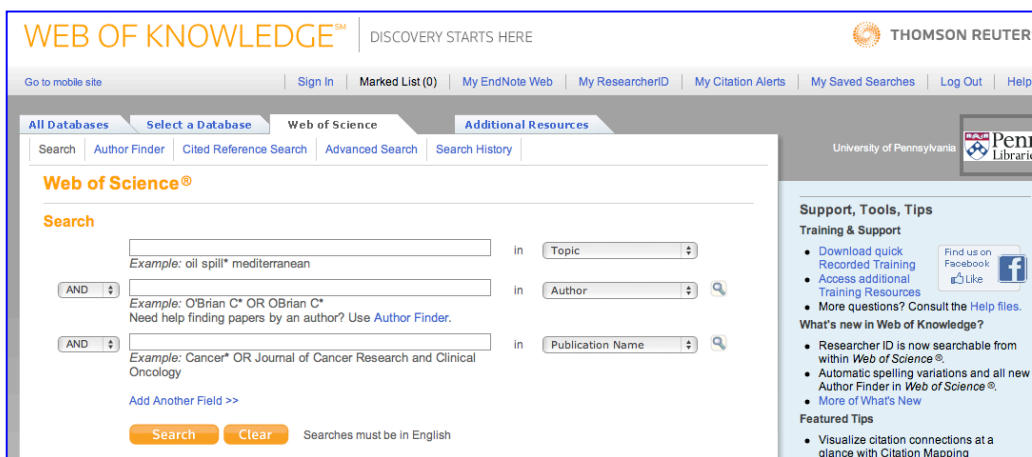 WEB OF KNOWLEDGE℠ DISCOVERY STARTS HERE THOMSON REUTER
Go to mobile site Sign In Marked List (0) My EndNote Web My ResearcherID My Citation Alerts My Saved Searches Log Out Help
All Databases Select a Database Web of Science Additional Resources
Search Author Finder Cited Reference Search Advanced Search Search History
University of Pennsylvania Penn Libraries
Web of Science®
Search
in Topic
Example: oil spill* mediterranean
AND in Author
Example: O'Brian C* OR OBrian C*
Need help finding papers by an author? Use Author Finder.
AND in Publication Name
Example: Cancer* OR Journal of Cancer Research and Clinical
Oncology
Add Another Field >>
Search Clear Searches must be in English
Support, Tools, Tips
Training & Support
• Download quick
Recorded Training
• Access additional
Training Resources
Find us on
Facebook
Like
f
• More questions? Consult the Help files.
What's new in Web of Knowledge?
• Researcher ID is now searchable from
within Web of Science ®.
• Automatic spelling variations and all new
Author Finder in Web of Science ®.
• More of What's New
Featured Tips
• Visualize citation connections at a
glance with Citation Mapping